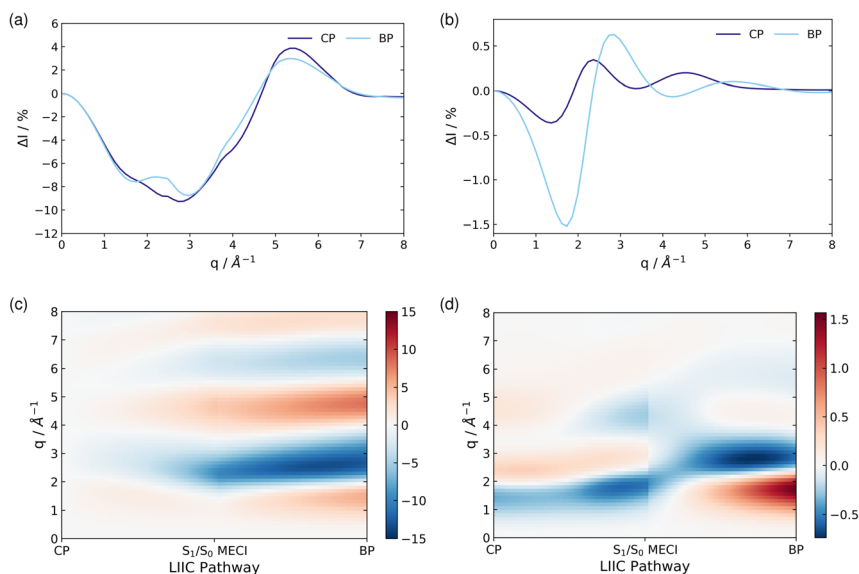 (a)
CP BP
6
4
2
0
−2
−4
−6
−8
−10
−12
ΔI / %
0 1 2 3 4 5 6 7 8
q / Å⁻¹
(b)
CP BP
0.5
0.0
−0.5
−1.0
−1.5
ΔI / %
0 1 2 3 4 5 6 7 8
q / Å⁻¹
(c)
8
7
6
5
4
3
2
1
0
q / Å⁻¹
CP S₁/S₀ MECI BP
LIIC Pathway
15
10
5
0
−5
−10
−15
(d)
8
7
6
5
4
3
2
1
0
q / Å⁻¹
CP S₁/S₀ MECI BP
LIIC Pathway
1.5
1.0
0.5
0.0
−0.5